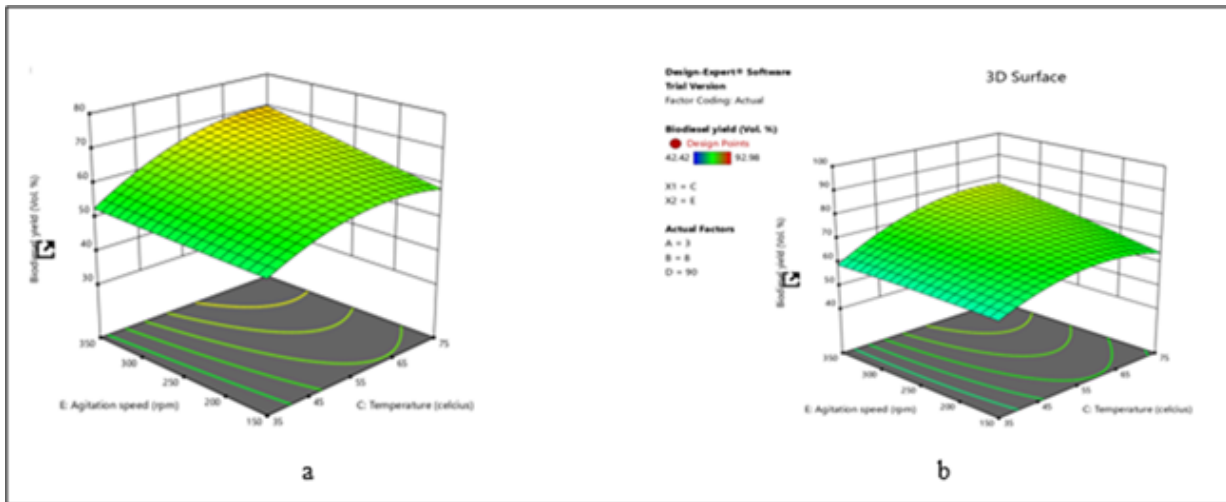 80
70
60
50
40
30
Biodiesel yield (Vol. %)
350
300
250
200
150
35
45
55
65
75
E: Agitation speed (rpm)
C: Temperature (celcius)
a
Design-Expert® Software
Trial Version
Factor Coding: Actual
Biodiesel yield (Vol. %)
Design Points
42.42 92.98
X1 = C
X2 = E
Actual Factors
A = 3
B = 8
D = 90
3D Surface
100
90
80
70
60
50
40
Biodiesel yield (Vol. %)
350
300
250
200
150
35
45
55
65
75
E: Agitation speed (rpm)
C: Temperature (celcius)
b